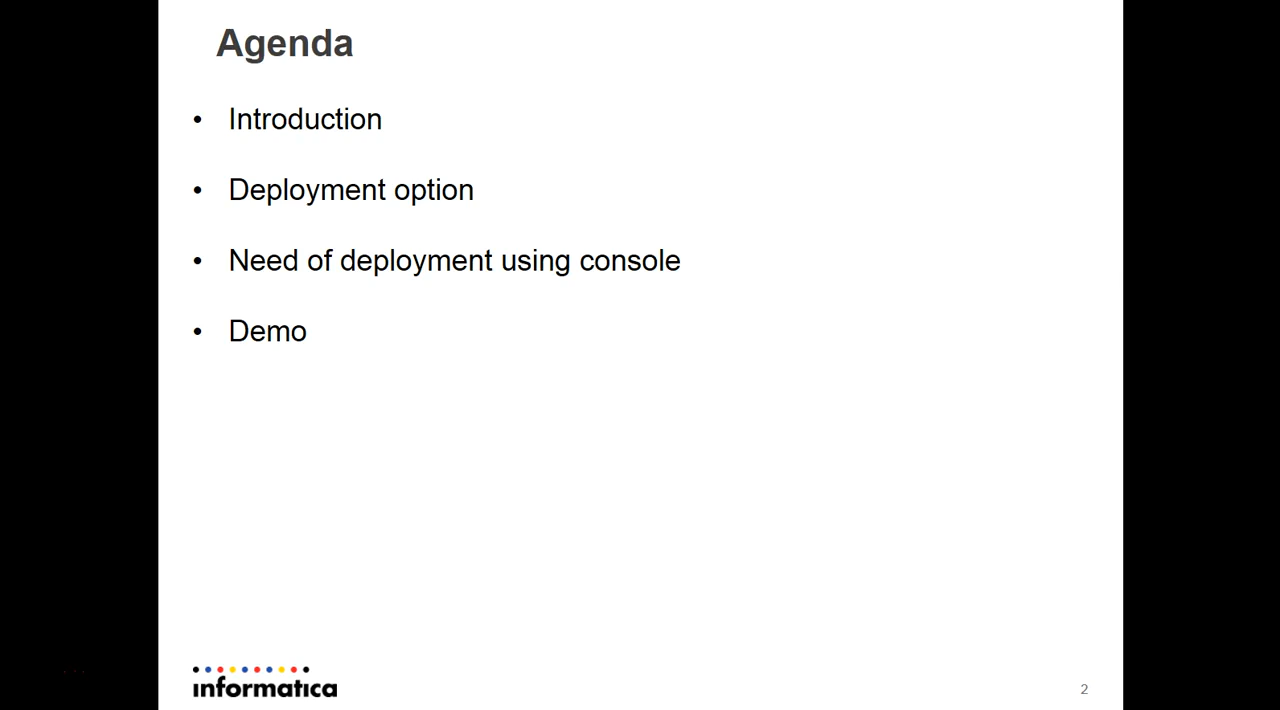 Agenda
• Introduction
• Deployment option
• Need of deployment using console
• Demo
informatica
2